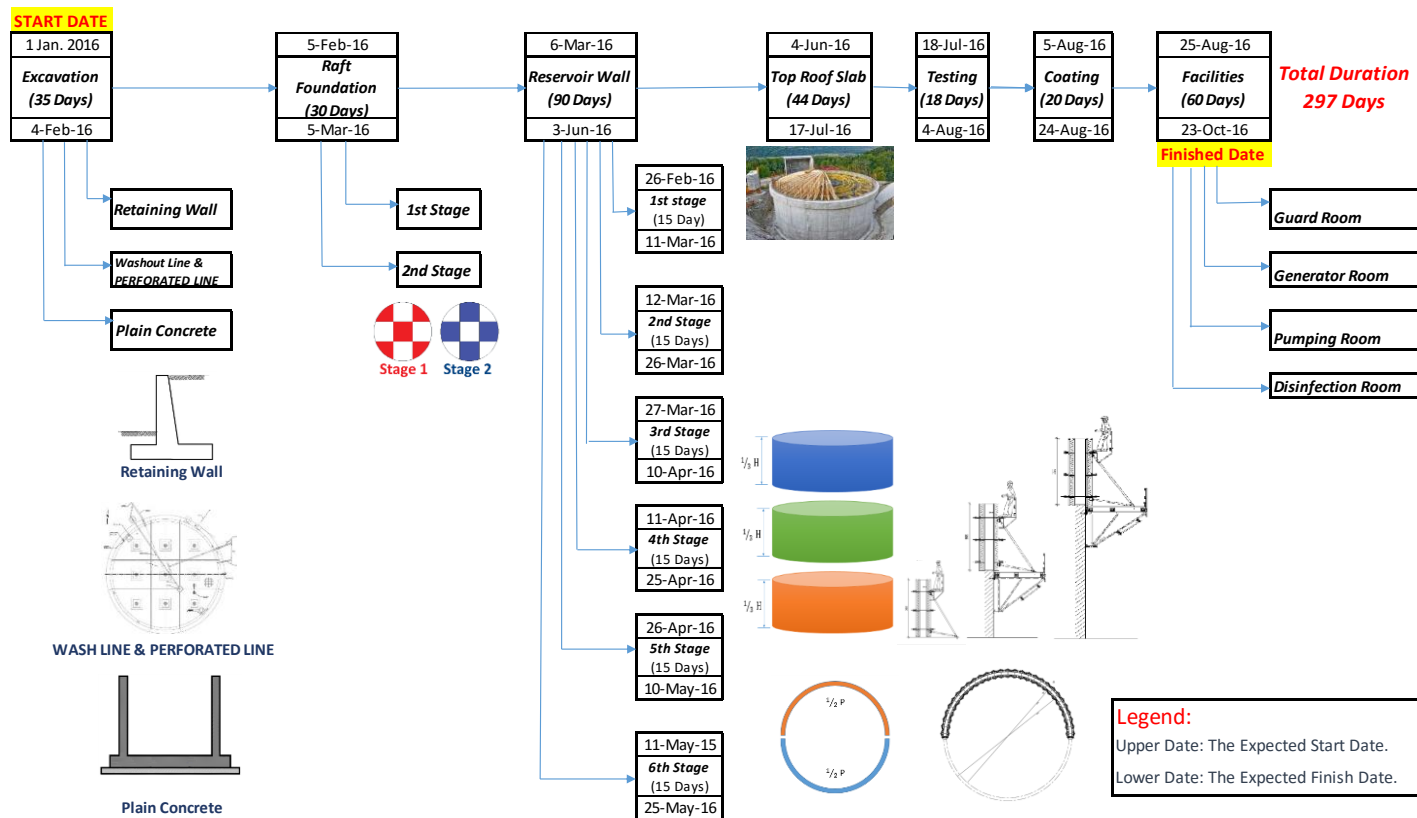 START DATE
1 Jan. 2016
Excavation
(35 Days)
4-Feb-16
5-Feb-16
Raft
Foundation
(30 Days)
5-Mar-16
6-Mar-16
Reservoir Wall
(90 Days)
3-Jun-16
4-Jun-16
Top Roof Slab
(44 Days)
17-Jul-16
18-Jul-16
Testing
(18 Days)
4-Aug-16
5-Aug-16
Coating
(20 Days)
24-Aug-16
25-Aug-16
Facilities
(60 Days)
23-Oct-16
Finished Date
Total Duration
297 Days
Retaining Wall
Washout Line &
PERFORATED LINE
Plain Concrete
1st Stage
2nd Stage
Stage 1
Stage 2
26-Feb-16
1st stage
(15 Day)
11-Mar-16
12-Mar-16
2nd Stage
(15 Days)
26-Mar-16
27-Mar-16
3rd Stage
(15 Days)
10-Apr-16
11-Apr-16
4th Stage
(15 Days)
25-Apr-16
26-Apr-16
5th Stage
(15 Days)
10-May-16
11-May-15
6th Stage
(15 Days)
25-May-16
Guard Room
Generator Room
Pumping Room
Disinfection Room
Retaining Wall
WASH LINE & PERFORATED LINE
Plain Concrete
1/3 H
1/3 H
1/3 H
1/2 P
1/2 P
Legend:
Upper Date: The Expected Start Date.
Lower Date: The Expected Finish Date.